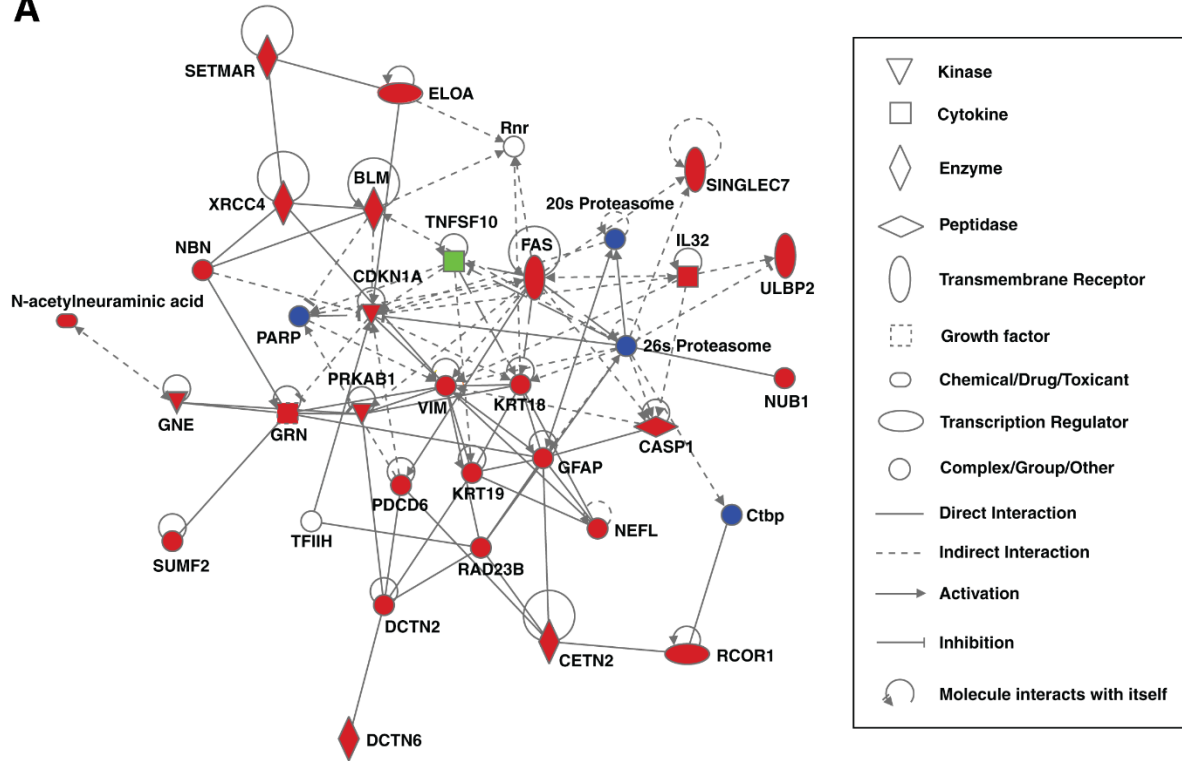 A
SETMAR
ELOA
Rnr
SINGLEC7
BLM
XRCC4
20s Proteasome
TNFSF10
FAS
IL32
NBN
CDKN1A
ULBP2
N-acetylneuraminic acid
PARP
26s Proteasome
PRKAB1
NUB1
GNE
GRN
VIM
KRT18
CASP1
GFAP
PDCD6
KRT19
Ctbp
NEFL
TFIIH
SUMF2
RAD23B
DCTN2
CETN2
RCOR1
DCTN6
Kinase
Cytokine
Enzyme
Peptidase
Transmembrane Receptor
Growth factor
Chemical/Drug/Toxicant
Transcription Regulator
Complex/Group/Other
Direct Interaction
Indirect Interaction
Activation
Inhibition
Molecule interacts with itself